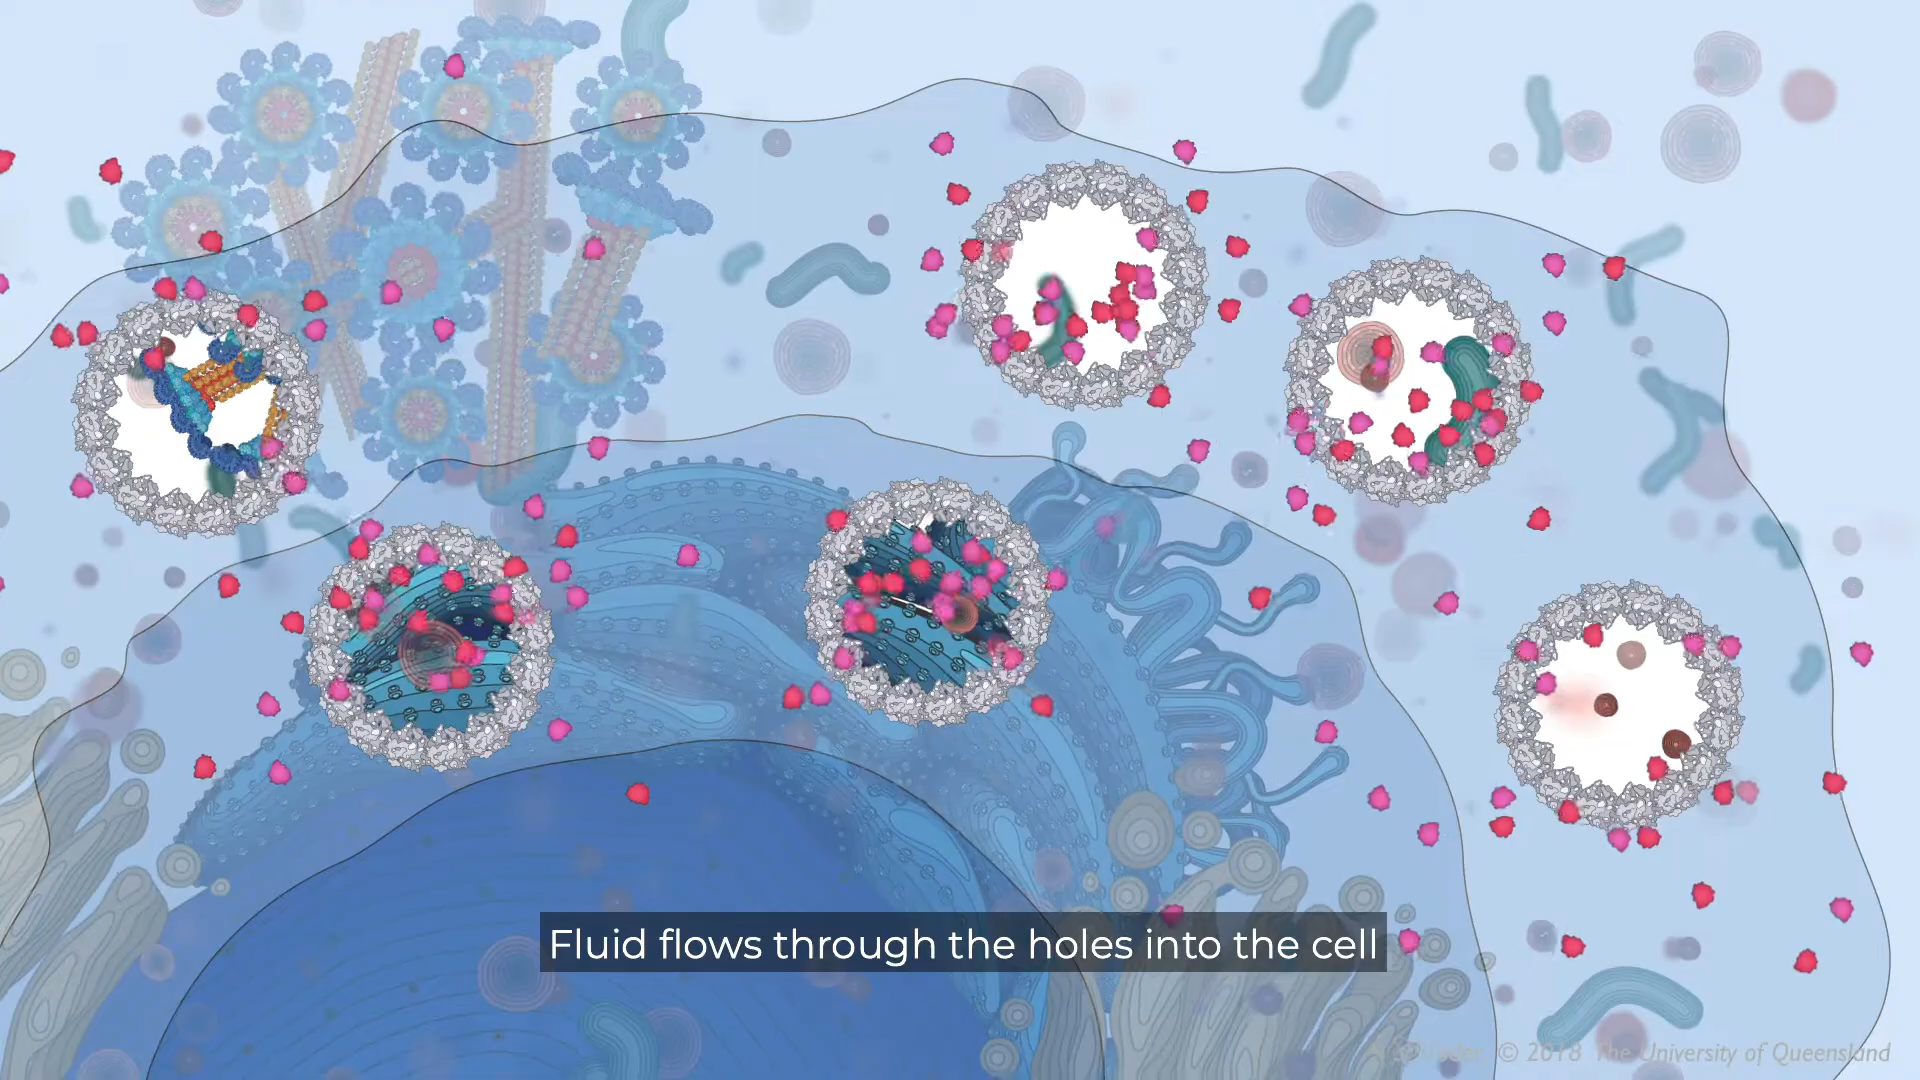 Fluid flows through the holes into the cell
© 2018 The University of Queensland